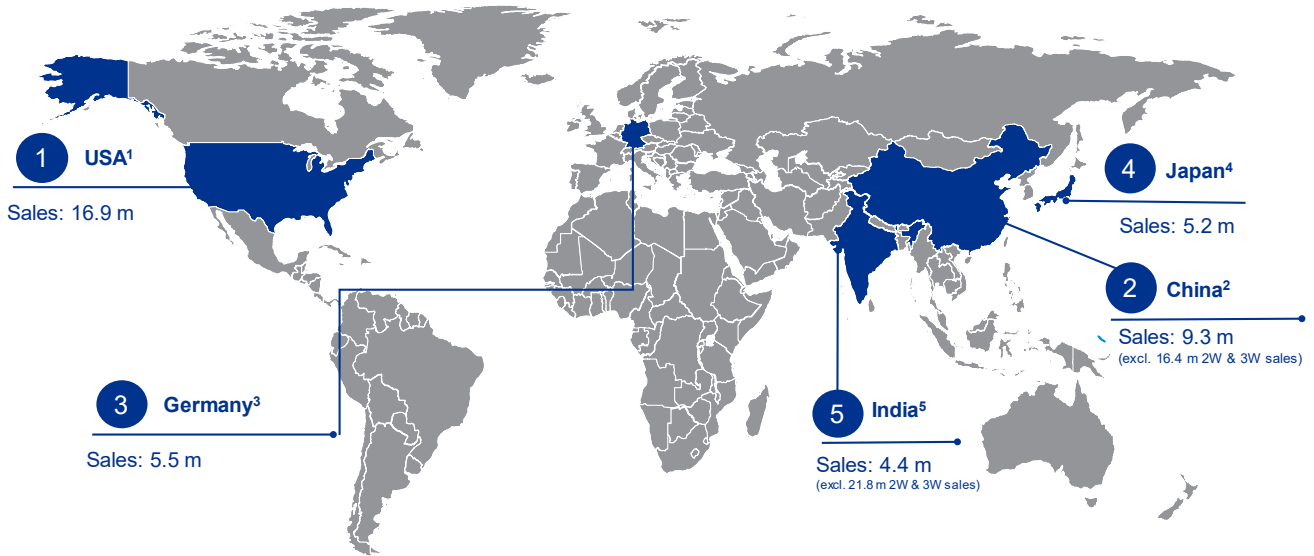 1 USA¹
Sales: 16.9 m
4 Japan⁴
Sales: 5.2 m
2 China²
Sales: 9.3 m
(excl. 16.4 m 2W & 3W sales)
3 Germany³
Sales: 5.5 m
5 India⁵
Sales: 4.4 m
(excl. 21.8 m 2W & 3W sales)